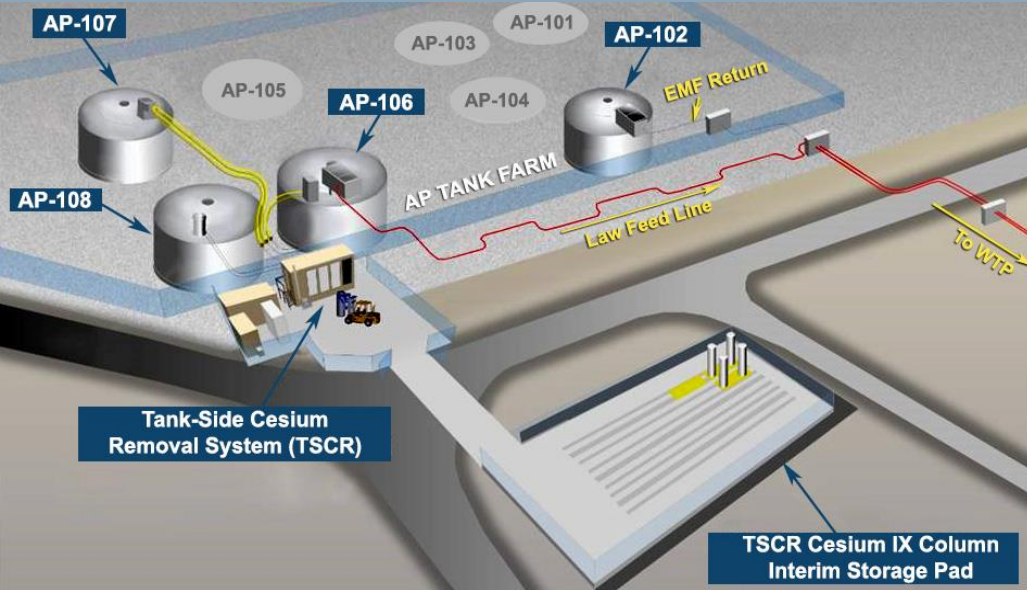 AP-107
AP-101
AP-103
AP-102
AP-105
AP-106
AP-104
EMF Return
AP-108
AP TANK FARM
Law Feed Line
To WTP
Tank-Side Cesium
Removal System (TSCR)
TSCR Cesium IX Column
Interim Storage Pad